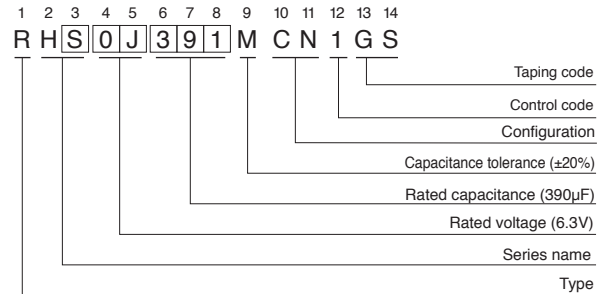 1 2 3 4 5 6 7 8 9 10 11 12 13 14
R H S 0 J 3 9 1 M C N 1 G S
Taping code
Control code
Configuration
Capacitance tolerance (±20%)
Rated capacitance (390μF)
Rated voltage (6.3V)
Series name
Type